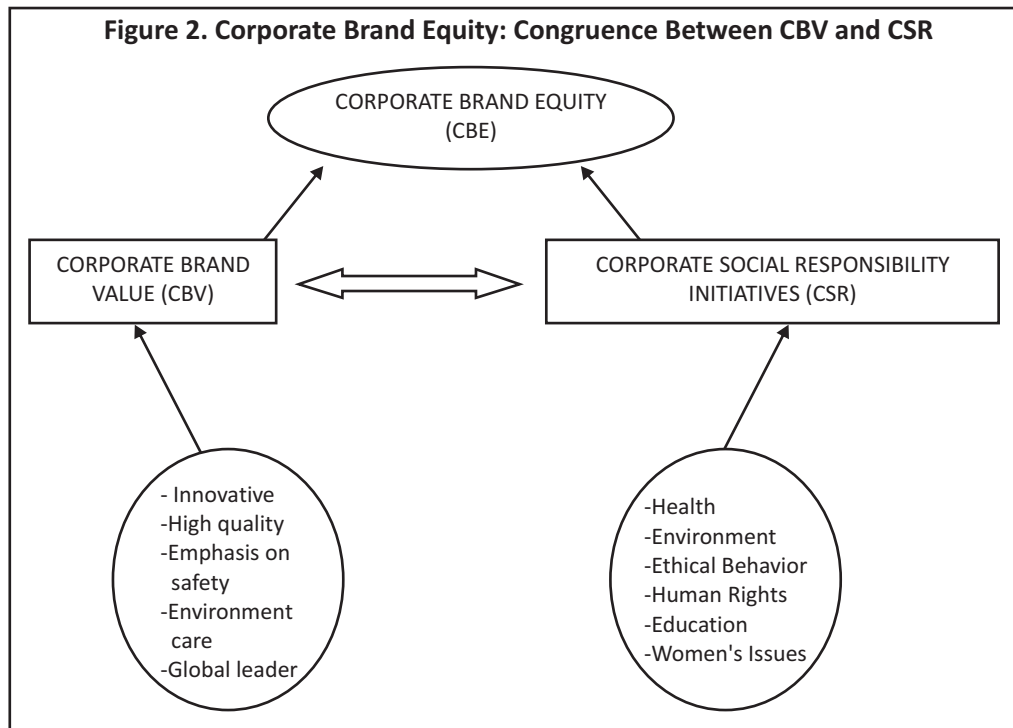 Figure 2. Corporate Brand Equity: Congruence Between CBV and CSR
CORPORATE BRAND EQUITY
(CBE)
CORPORATE BRAND
VALUE (CBV)
CORPORATE SOCIAL RESPONSIBILITY
INITIATIVES (CSR)
- Innovative
-High quality
-Emphasis on
safety
-Environment
care
-Global leader
-Health
-Environment
-Ethical Behavior
-Human Rights
-Education
-Women's Issues